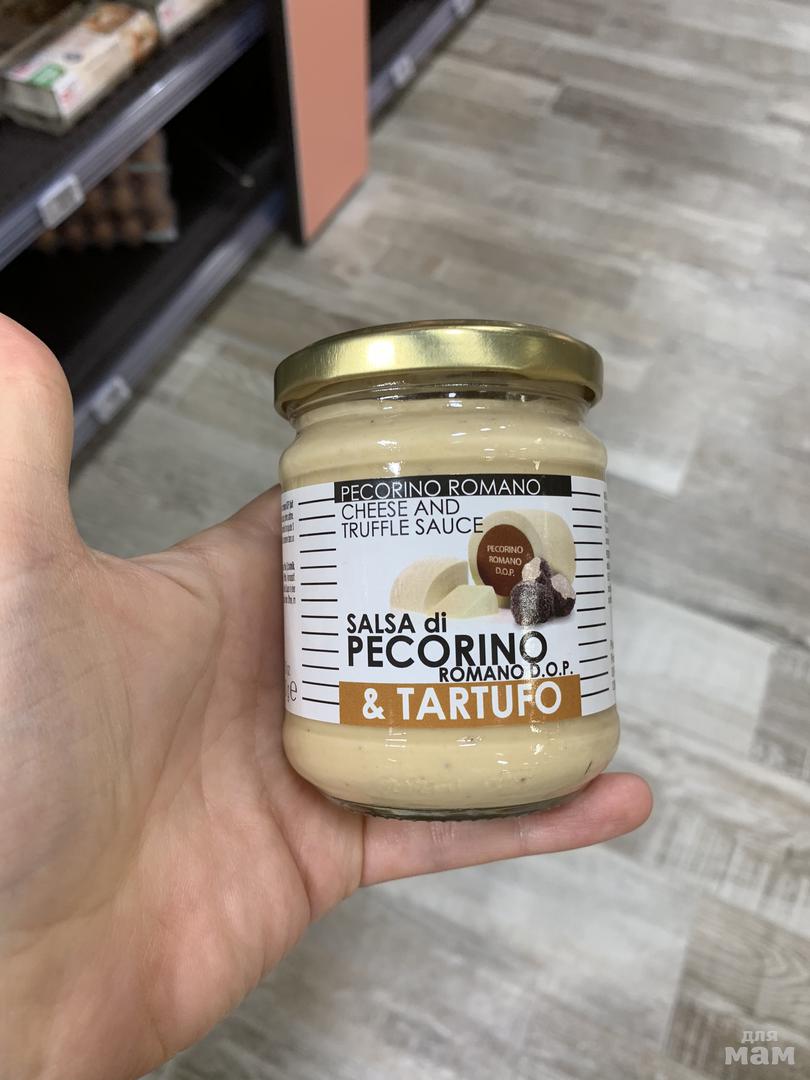 PECORINO ROMANO
CHEESE AND
TRUFFLE SAUCE
PECORINO
ROMANO
D.O.P.
SALSA di
PECORINO
ROMANO D.O.P.
& TARTUFO
e
для
мам